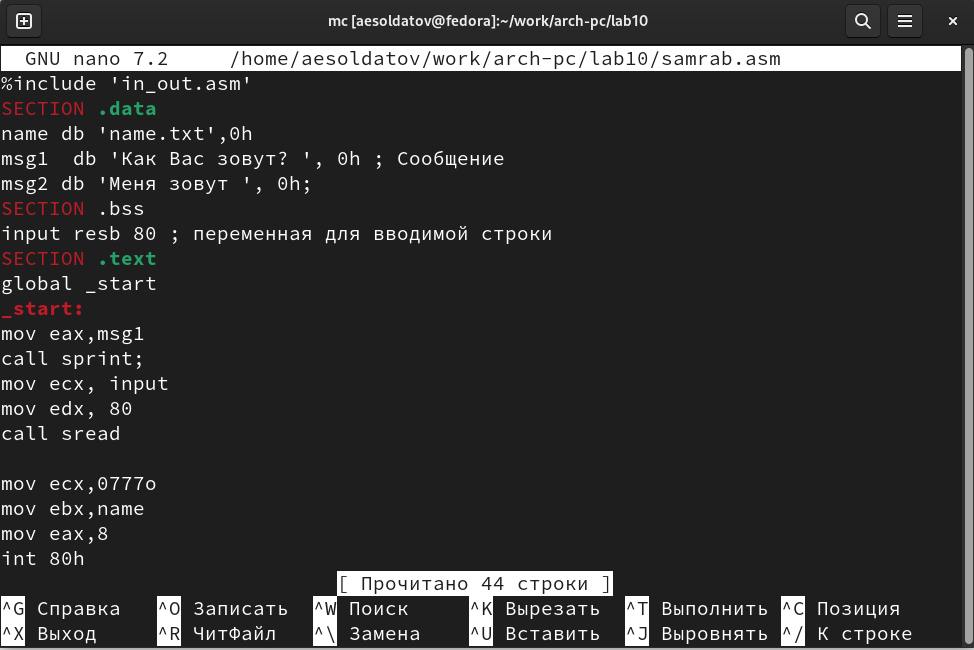 mc [aesoldatov@fedora]:~/work/arch-pc/lab10
GNU nano 7.2 /home/aesoldatov/work/arch-pc/lab10/samrab.asm
%include 'in_out.asm'
SECTION .data
name db 'name.txt',0h
msg1  db 'Как Вас зовут? ', 0h ; Сообщение
msg2 db 'Меня зовут ', 0h;
SECTION .bss
input resb 80 ; переменная для вводимой строки
SECTION .text
global _start
_start:
mov eax,msg1
call sprint;
mov ecx, input
mov edx, 80
call sread
mov ecx,0777o
mov ebx,name
mov eax,8
int 80h
[ Прочитано 44 строки ]
^G Справка ^O Записать ^W Поиск ^K Вырезать ^T Выполнить ^C Позиция
^X Выход ^R ЧитФайл ^\ Замена ^U Вставить ^J Выровнять ^/ К строке